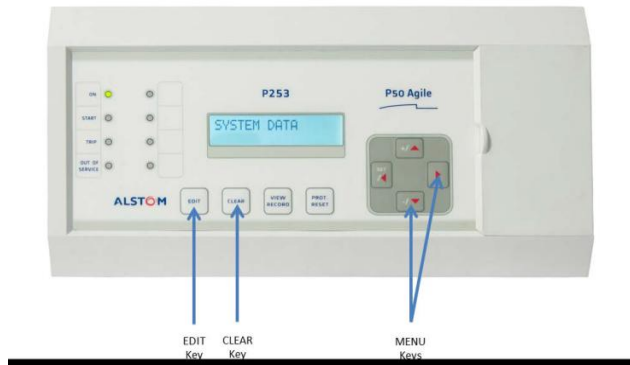 P253
P50 Agile
ON
START
TRIP
OUT OF
SERVICE
SYSTEM DATA
+/
SET
-/
ALSTOM
EDIT
CLEAR
VIEW
RECORD
PROT.
RESET
EDIT
Key
CLEAR
Key
MENU
Keys